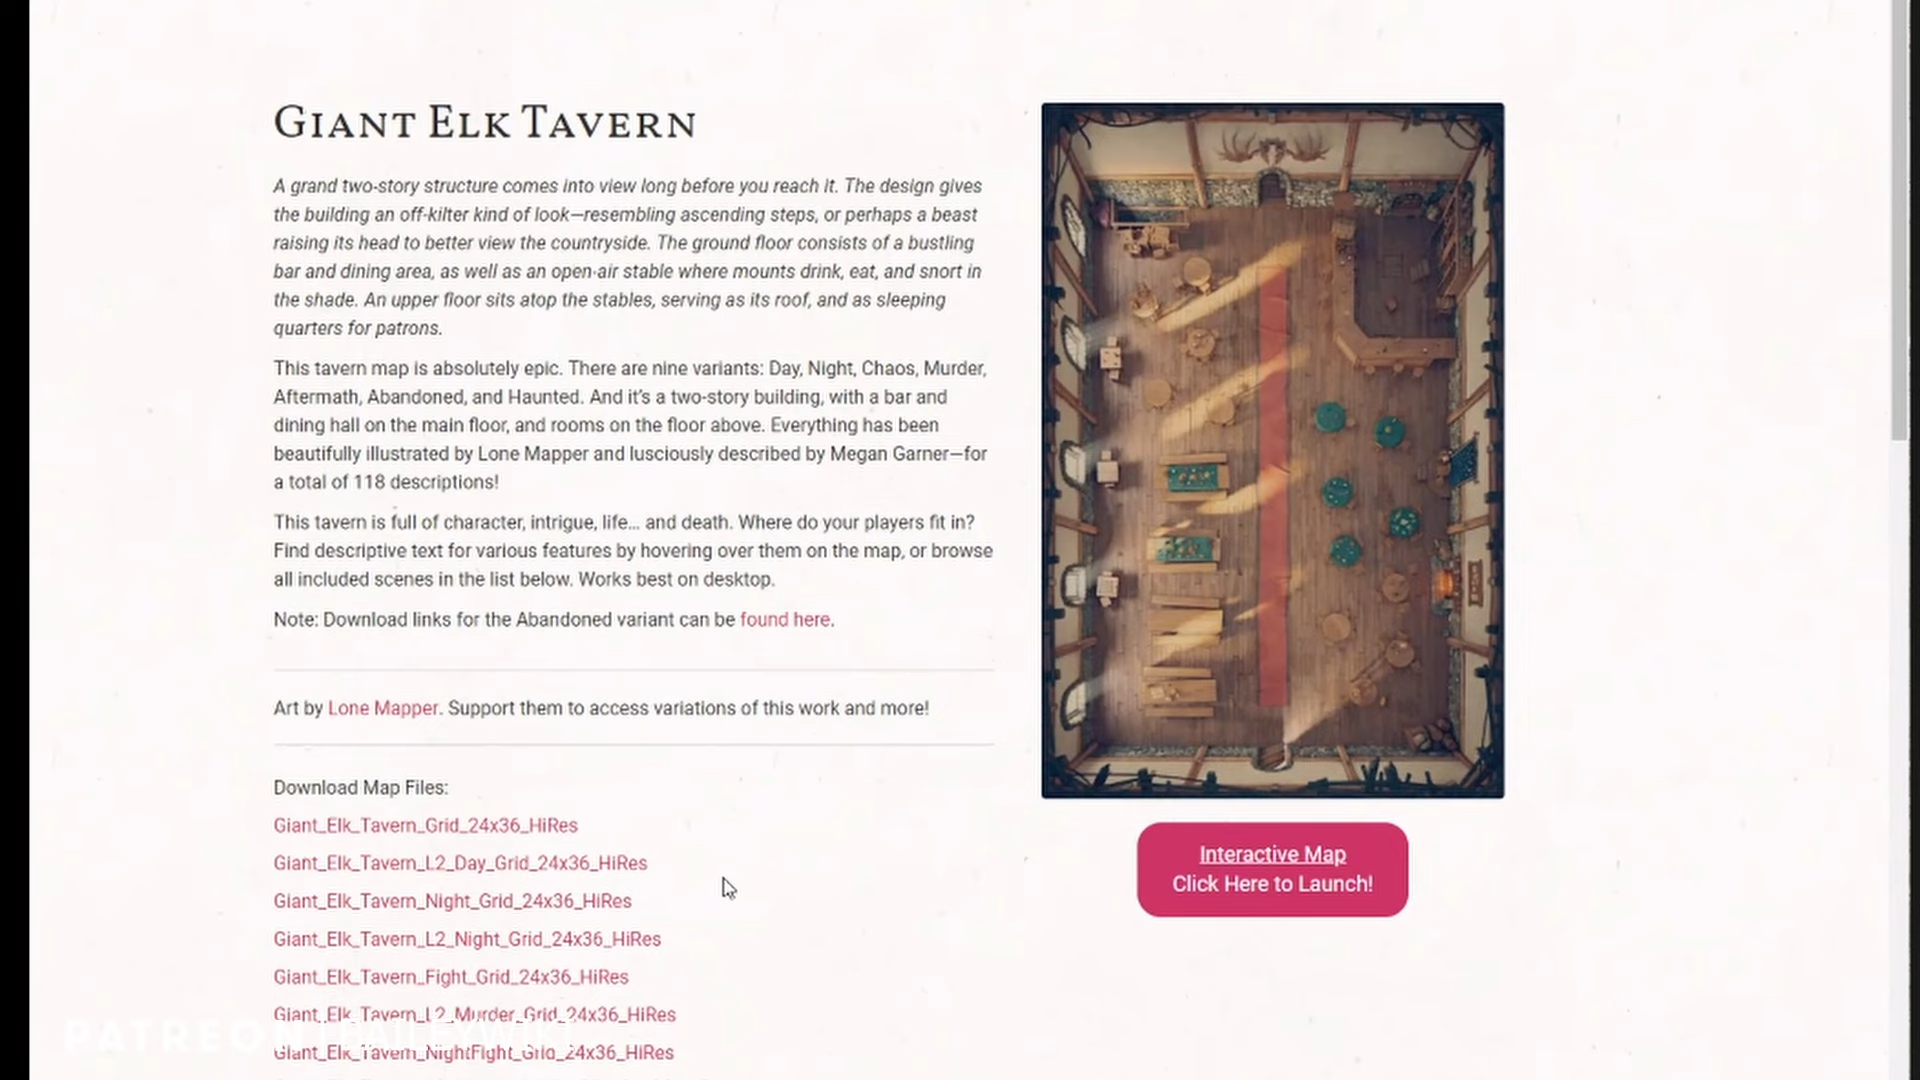 GIANT ELK TAVERN
A grand two-story structure comes into view long before you reach it. The design gives
the building an off-kilter kind of look—resembling ascending steps, or perhaps a beast
raising its head to better view the countryside. The ground floor consists of a bustling
bar and dining area, as well as an open-air stable where mounts drink, eat, and snort in
the shade. An upper floor sits atop the stables, serving as its roof, and as sleeping
quarters for patrons.
This tavern map is absolutely epic. There are nine variants: Day, Night, Chaos, Murder,
Aftermath, Abandoned, and Haunted. And it's a two-story building, with a bar and
dining hall on the main floor, and rooms on the floor above. Everything has been
beautifully illustrated by Lone Mapper and lusciously described by Megan Garner—for
a total of 118 descriptions!
This tavern is full of character, intrigue, life... and death. Where do your players fit in?
Find descriptive text for various features by hovering over them on the map, or browse
all included scenes in the list below. Works best on desktop.
Note: Download links for the Abandoned variant can be found here.
Art by Lone Mapper. Support them to access variations of this work and more!
Download Map Files:
Giant_Elk_Tavern_Grid_24x36_HiRes
Giant_Elk_Tavern_L2_Day_Grid_24x36_HiRes
Giant_Elk_Tavern_Night_Grid_24x36_HiRes
Giant_Elk_Tavern_L2_Night_Grid_24x36_HiRes
Giant_Elk_Tavern_Fight_Grid_24x36_HiRes
Giant_Elk_Tavern_L2_Murder_Grid_24x36_HiRes
PATREON | BAILEYWIKI
Giant_Elk_Tavern_NightFight_Grid_24x36_HiRes
Interactive Map
Click Here to Launch!